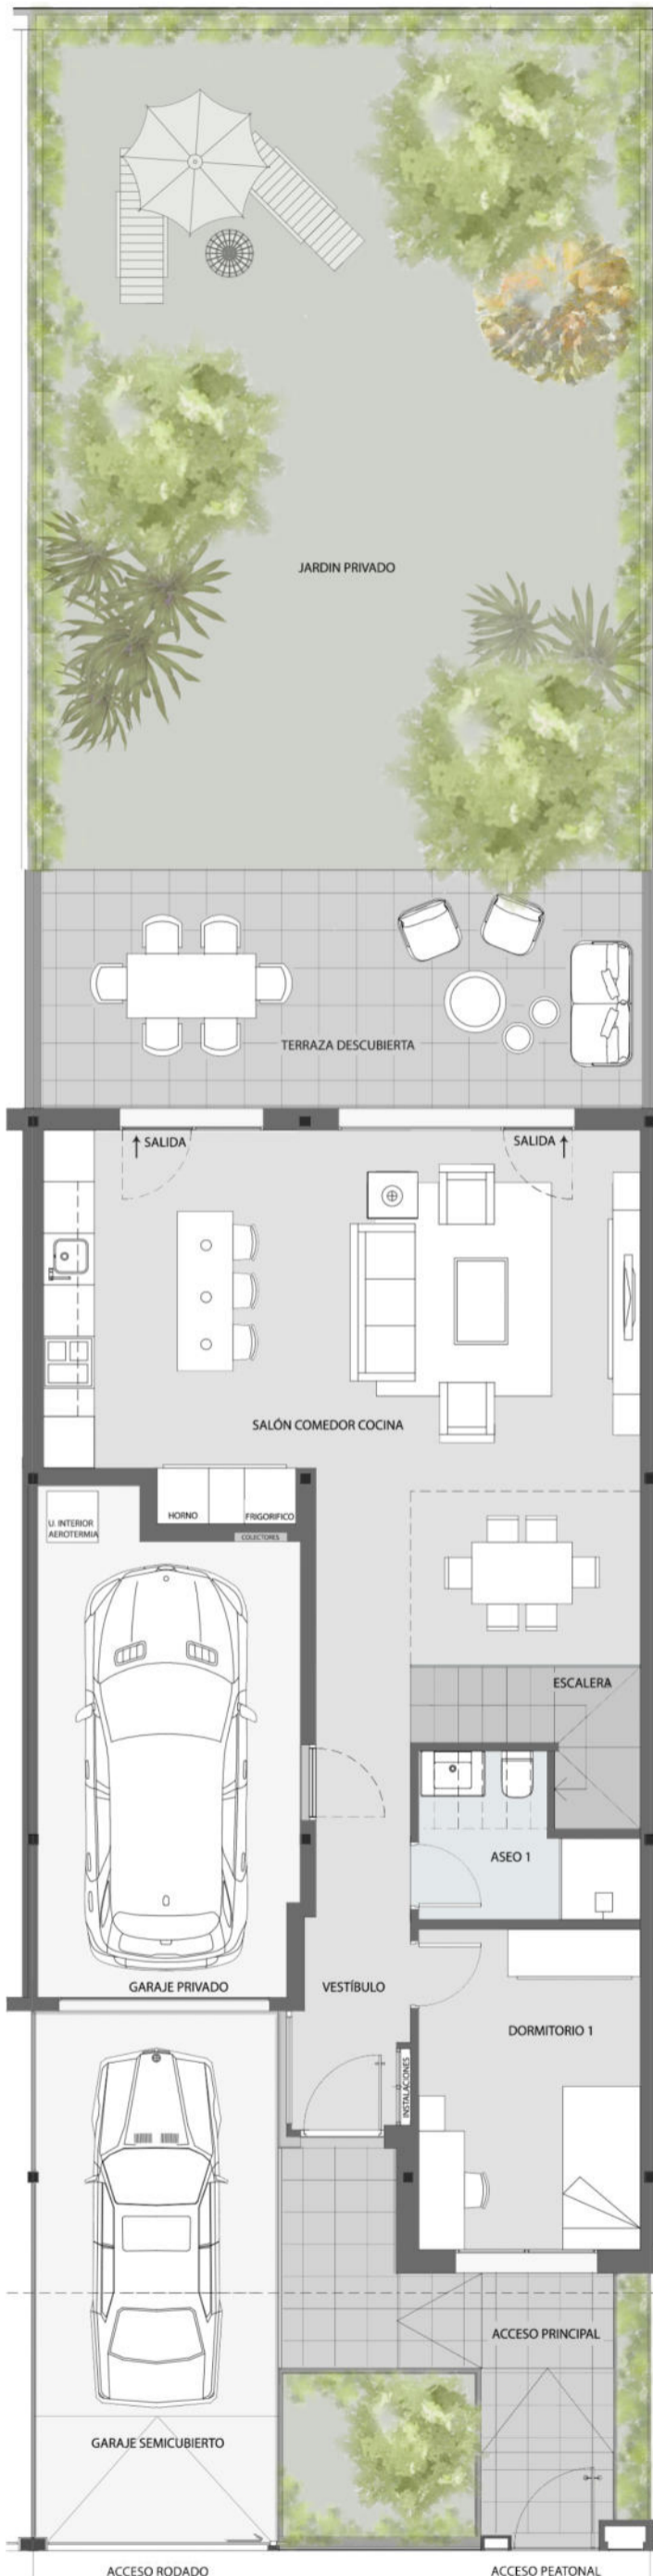 JARDIN PRIVADO
TERRAZA DESCUBIERTA
SALIDA
SALIDA
SALÓN COMEDOR COCINA
HORNO
FRIGORIFICO
U. INTERIOR
AEROTERMIA
COLECTORES
ESCALERA
ASEO 1
GARAJE PRIVADO
VESTÍBULO
DORMITORIO 1
INSTALACIONES
ACCESO PRINCIPAL
GARAJE SEMICUBIERTO
ACCESO RODADO
ACCESO PEATONAL